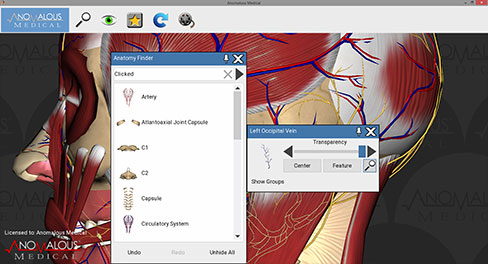 Anomalous Medical
ANOMALOUS
MEDICAL
Anatomy Finder
Clicked
Artery
Atlantoaxial Joint Capsule
C1
C2
Capsule
Circulatory System
Undo
Redo
Unhide All
Left Occipital Vein
Transparency
Center
Feature
Show Groups
Licensed to: Anomalous Medical
ANOMALOUS
MEDICAL